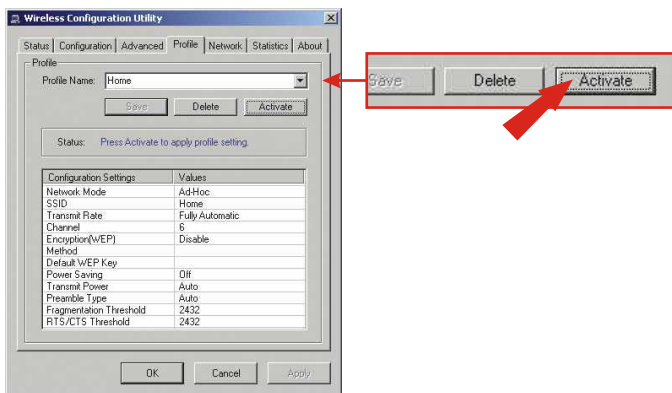 Wireless Configuration Utility
Status Configuration Advanced Profile Network Statistics About
Profile
Profile Name: Home
Save Delete Activate
Save Delete Activate
Status: Press Activate to apply profile setting.
Configuration Settings Values
Network Mode Ad-Hoc
SSID Home
Transmit Rate Fully Automatic
Channel 6
Encryption(WEP) Disable
Method
Default WEP Key
Power Saving Off
Transmit Power Auto
Preamble Type Auto
Fragmentation Threshold 2432
RTS/CTS Threshold 2432
OK Cancel Apply